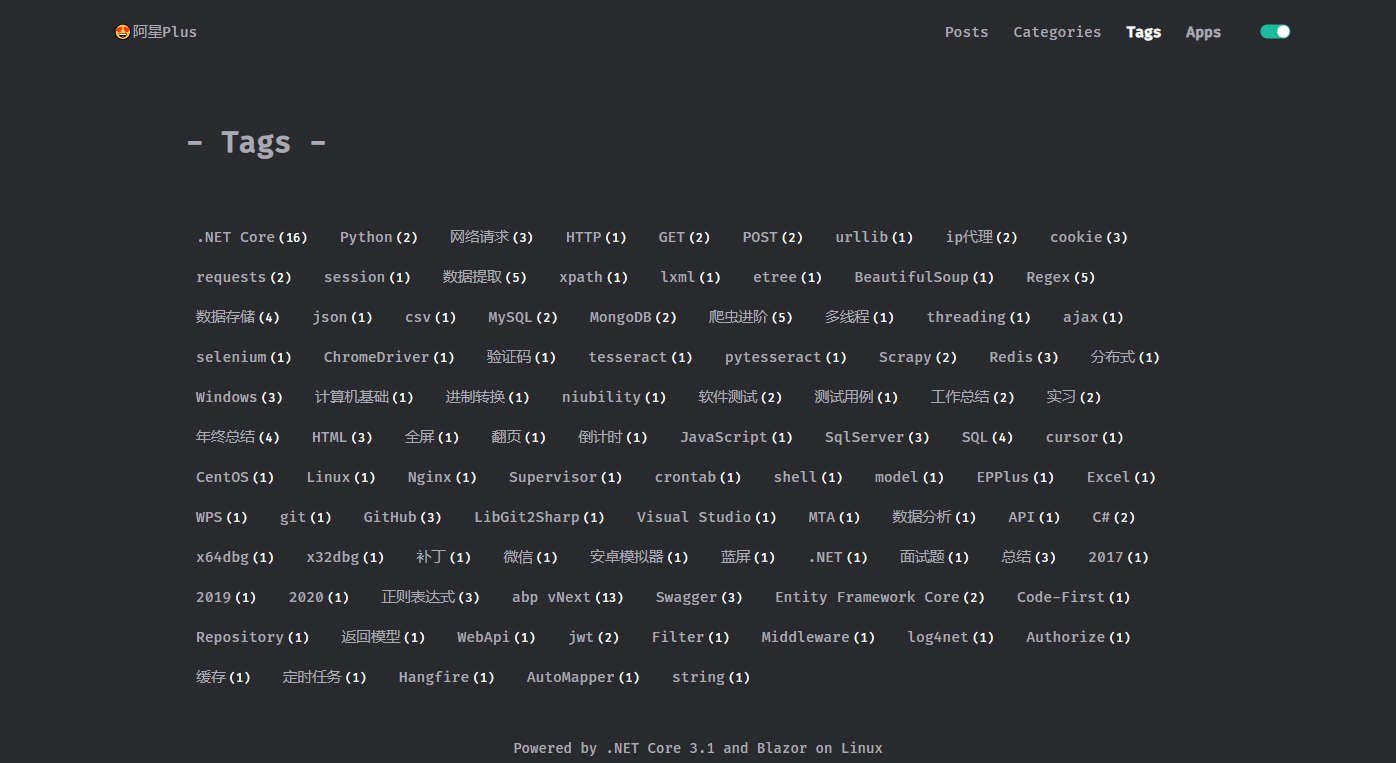 🤩阿星Plus Posts Categories Tags Apps
- Tags -
.NET Core(16) Python(2) 网络请求(3) HTTP(1) GET(2) POST(2) urllib(1) ip代理(2) cookie(3)
requests(2) session(1) 数据提取(5) xpath(1) lxml(1) etree(1) BeautifulSoup(1) Regex(5)
数据存储(4) json(1) csv(1) MySQL(2) MongoDB(2) 爬虫进阶(5) 多线程(1) threading(1) ajax(1)
selenium(1) ChromeDriver(1) 验证码(1) tesseract(1) pytesseract(1) Scrapy(2) Redis(3) 分布式(1)
Windows(3) 计算机基础(1) 进制转换(1) niubility(1) 软件测试(2) 测试用例(1) 工作总结(2) 实习(2)
年终总结(4) HTML(3) 全屏(1) 翻页(1) 倒计时(1) JavaScript(1) SqlServer(3) SQL(4) cursor(1)
CentOS(1) Linux(1) Nginx(1) Supervisor(1) crontab(1) shell(1) model(1) EPPlus(1) Excel(1)
WPS(1) git(1) GitHub(3) LibGit2Sharp(1) Visual Studio(1) MTA(1) 数据分析(1) API(1) C#(2)
x64dbg(1) x32dbg(1) 补丁(1) 微信(1) 安卓模拟器(1) 蓝屏(1) .NET(1) 面试题(1) 总结(3) 2017(1)
2019(1) 2020(1) 正则表达式(3) abp vNext(13) Swagger(3) Entity Framework Core(2) Code-First(1)
Repository(1) 返回模型(1) WebApi(1) jwt(2) Filter(1) Middleware(1) log4net(1) Authorize(1)
缓存(1) 定时任务(1) Hangfire(1) AutoMapper(1) string(1)
Powered by .NET Core 3.1 and Blazor on Linux